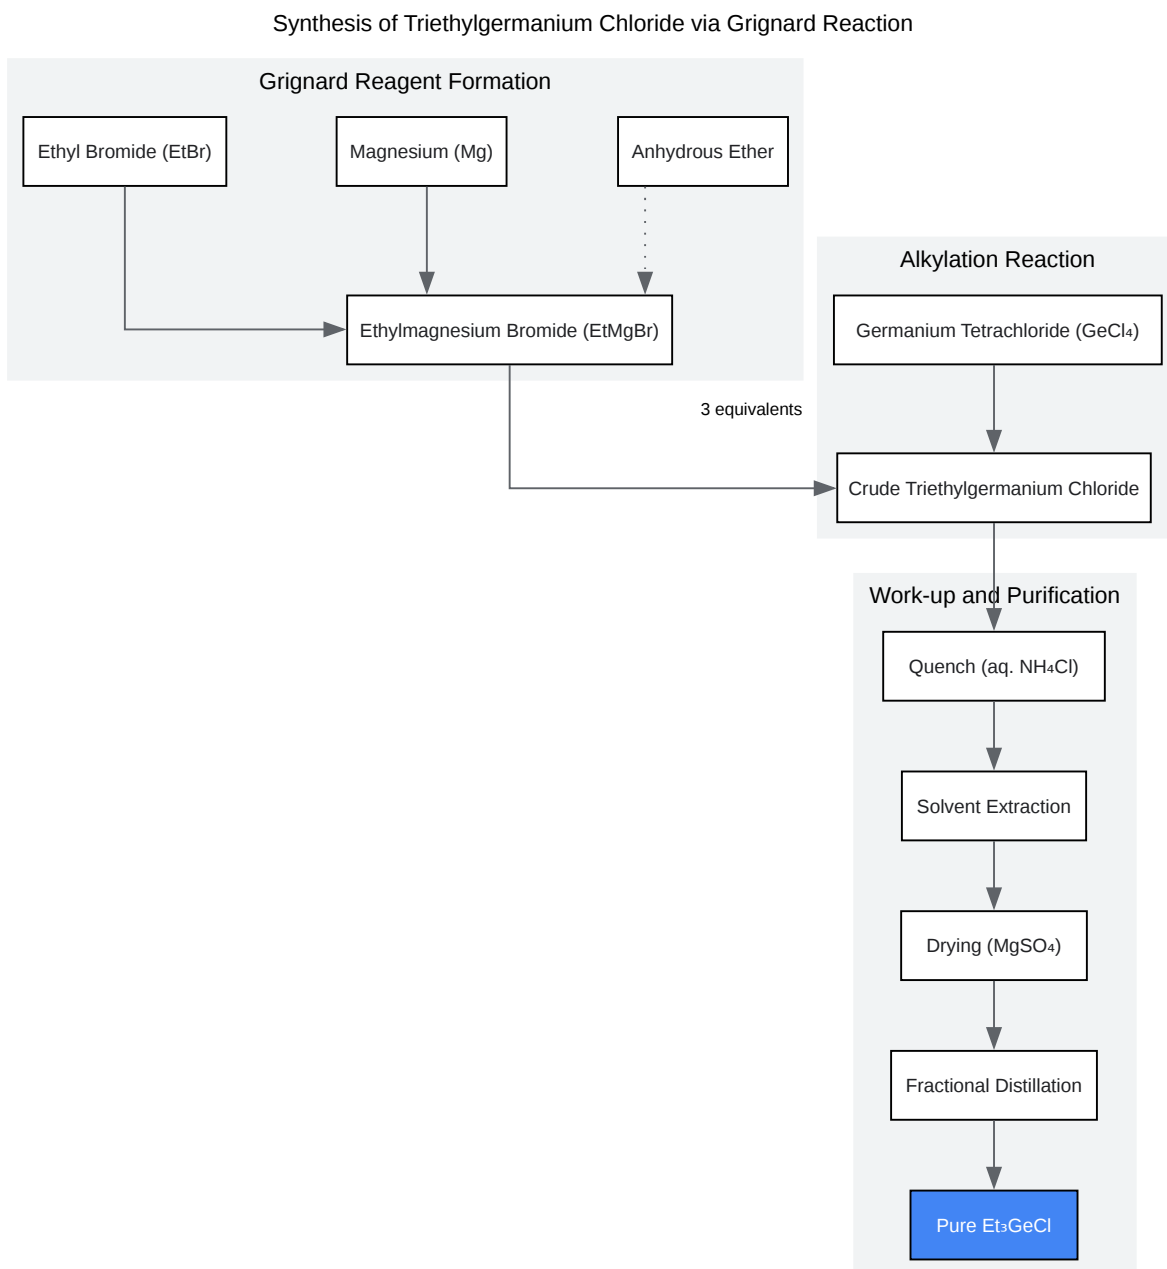 Synthesis of Triethylgermanium Chloride via Grignard Reaction
Grignard Reagent Formation
Ethyl Bromide (EtBr)
Magnesium (Mg)
Anhydrous Ether
Ethylmagnesium Bromide (EtMgBr)
Alkylation Reaction
Germanium Tetrachloride (GeCl₄)
3 equivalents
Crude Triethylgermanium Chloride
Work-up and Purification
Quench (aq. NH₄Cl)
Solvent Extraction
Drying (MgSO₄)
Fractional Distillation
Pure Et₃GeCl